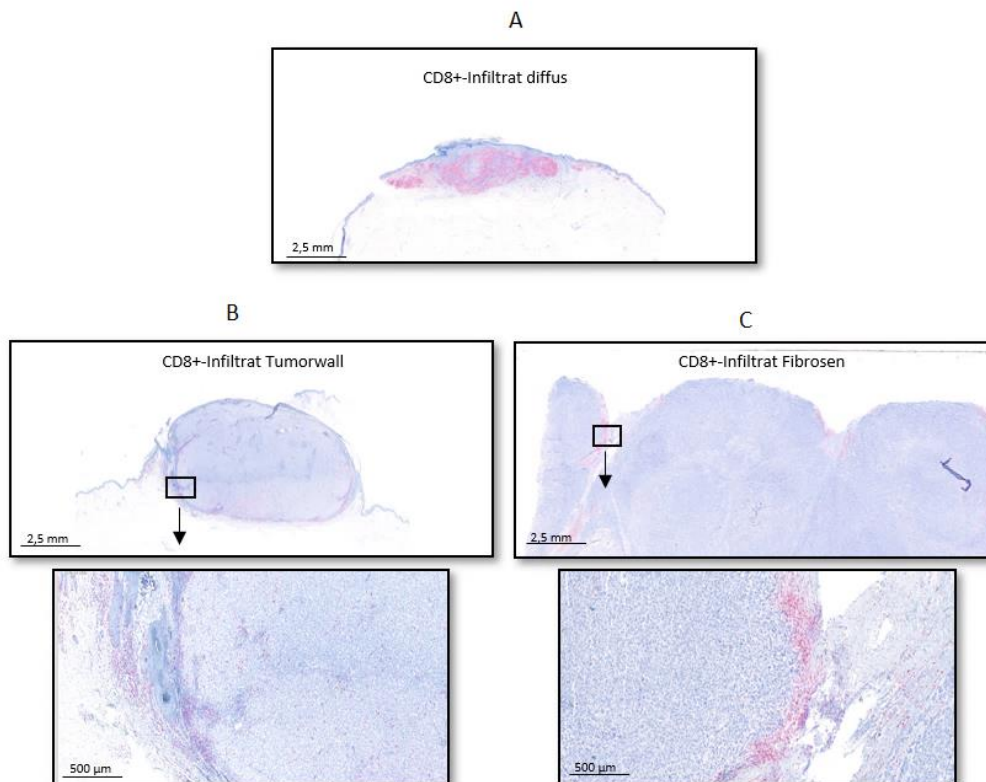 A
CD8+-Infiltrat diffus
2,5 mm
B
CD8+-Infiltrat Tumorwall
2,5 mm
C
CD8+-Infiltrat Fibrosen
2,5 mm
500 µm
500 µm